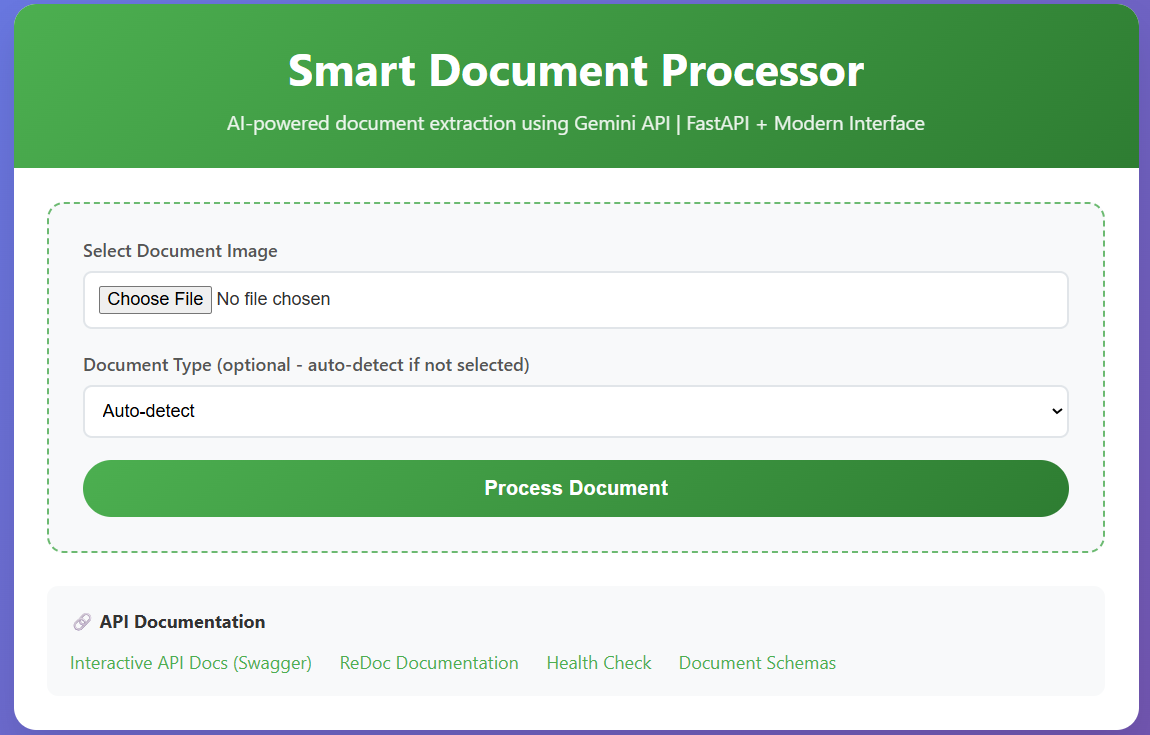 Smart Document Processor
AI-powered document extraction using Gemini API | FastAPI + Modern Interface
Select Document Image
Choose File No file chosen
Document Type (optional - auto-detect if not selected)
Auto-detect
Process Document
🔗 API Documentation
Interactive API Docs (Swagger) ReDoc Documentation Health Check Document Schemas